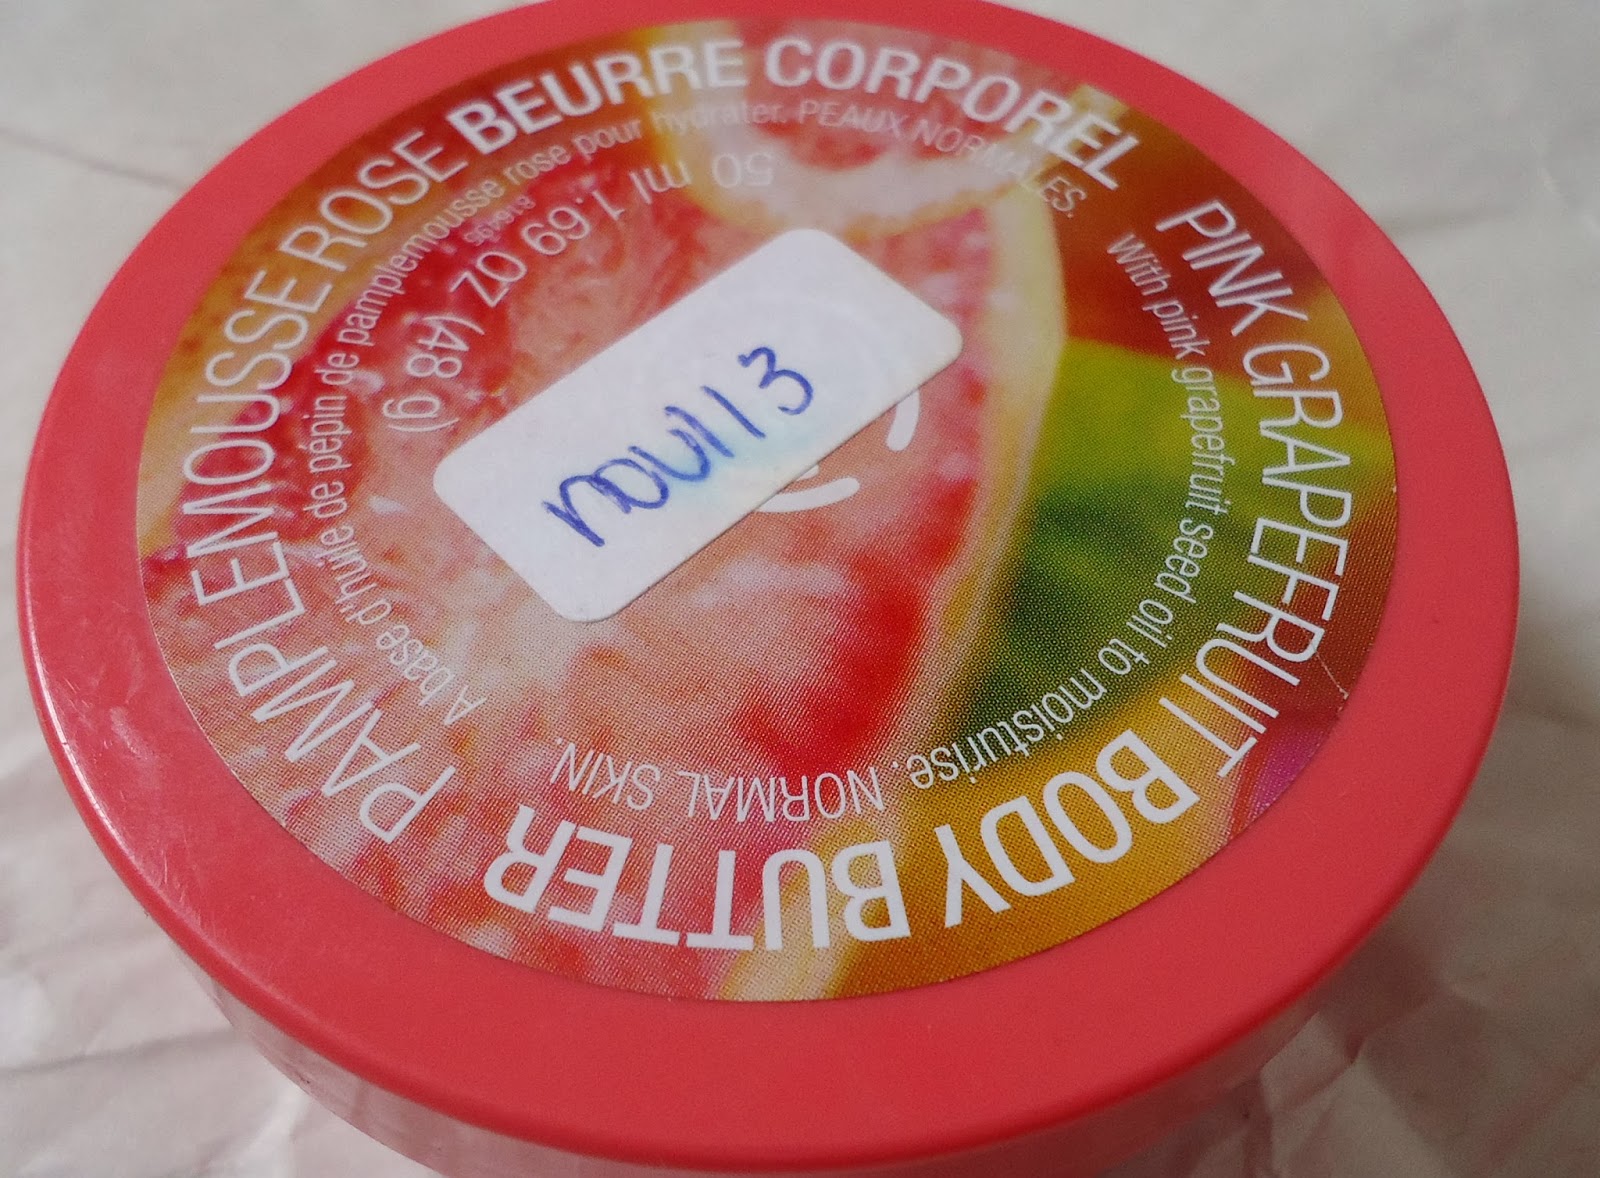 PAMPLEMOUSSE ROSE BEURRE CORPOREL
A base d'huile de pépin de pamplemousse rose pour hydrater. PEAUX NORMALES.
PINK GRAPEFRUIT BODY BUTTER
With pink grapefruit seed oil to moisturise. NORMAL SKIN.
50 ml 1.69 OZ (48 g)